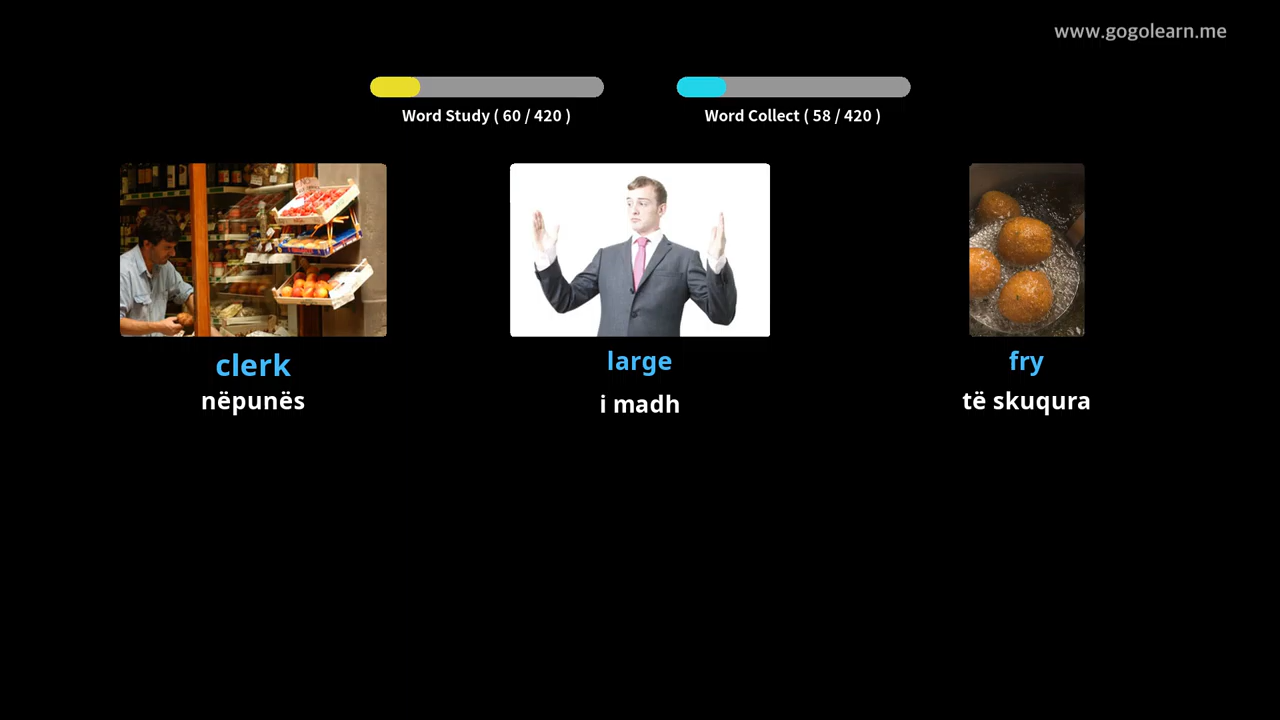 www.gogolearn.me
Word Study ( 60 / 420 )
Word Collect ( 58 / 420 )
clerk
nëpunës
large
i madh
fry
të skuqura